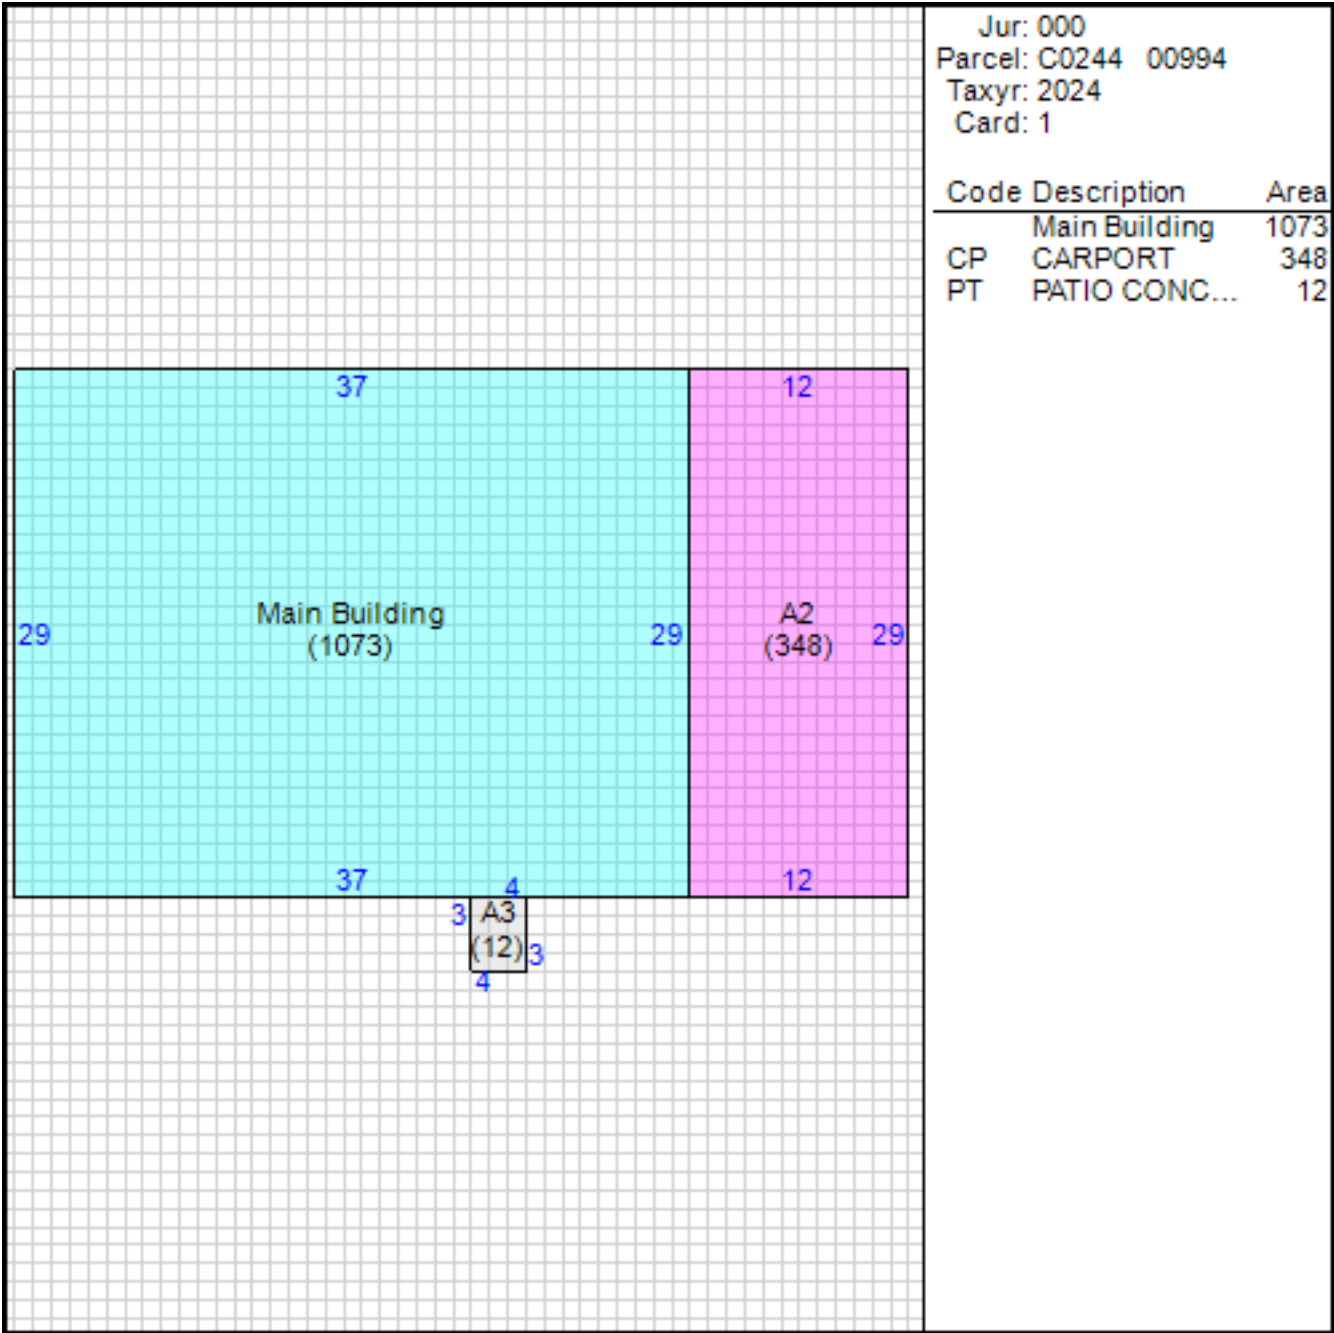 Jur: 000
Parcel: C0244 00994
Taxyr: 2024
Card: 1
Code Description Area
Main Building 1073
CP CARPORT 348
PT PATIO CONC... 12
37
12
Main Building
(1073)
A2
(348)
29
29
29
37
4
12
3
A3
(12)
3
4